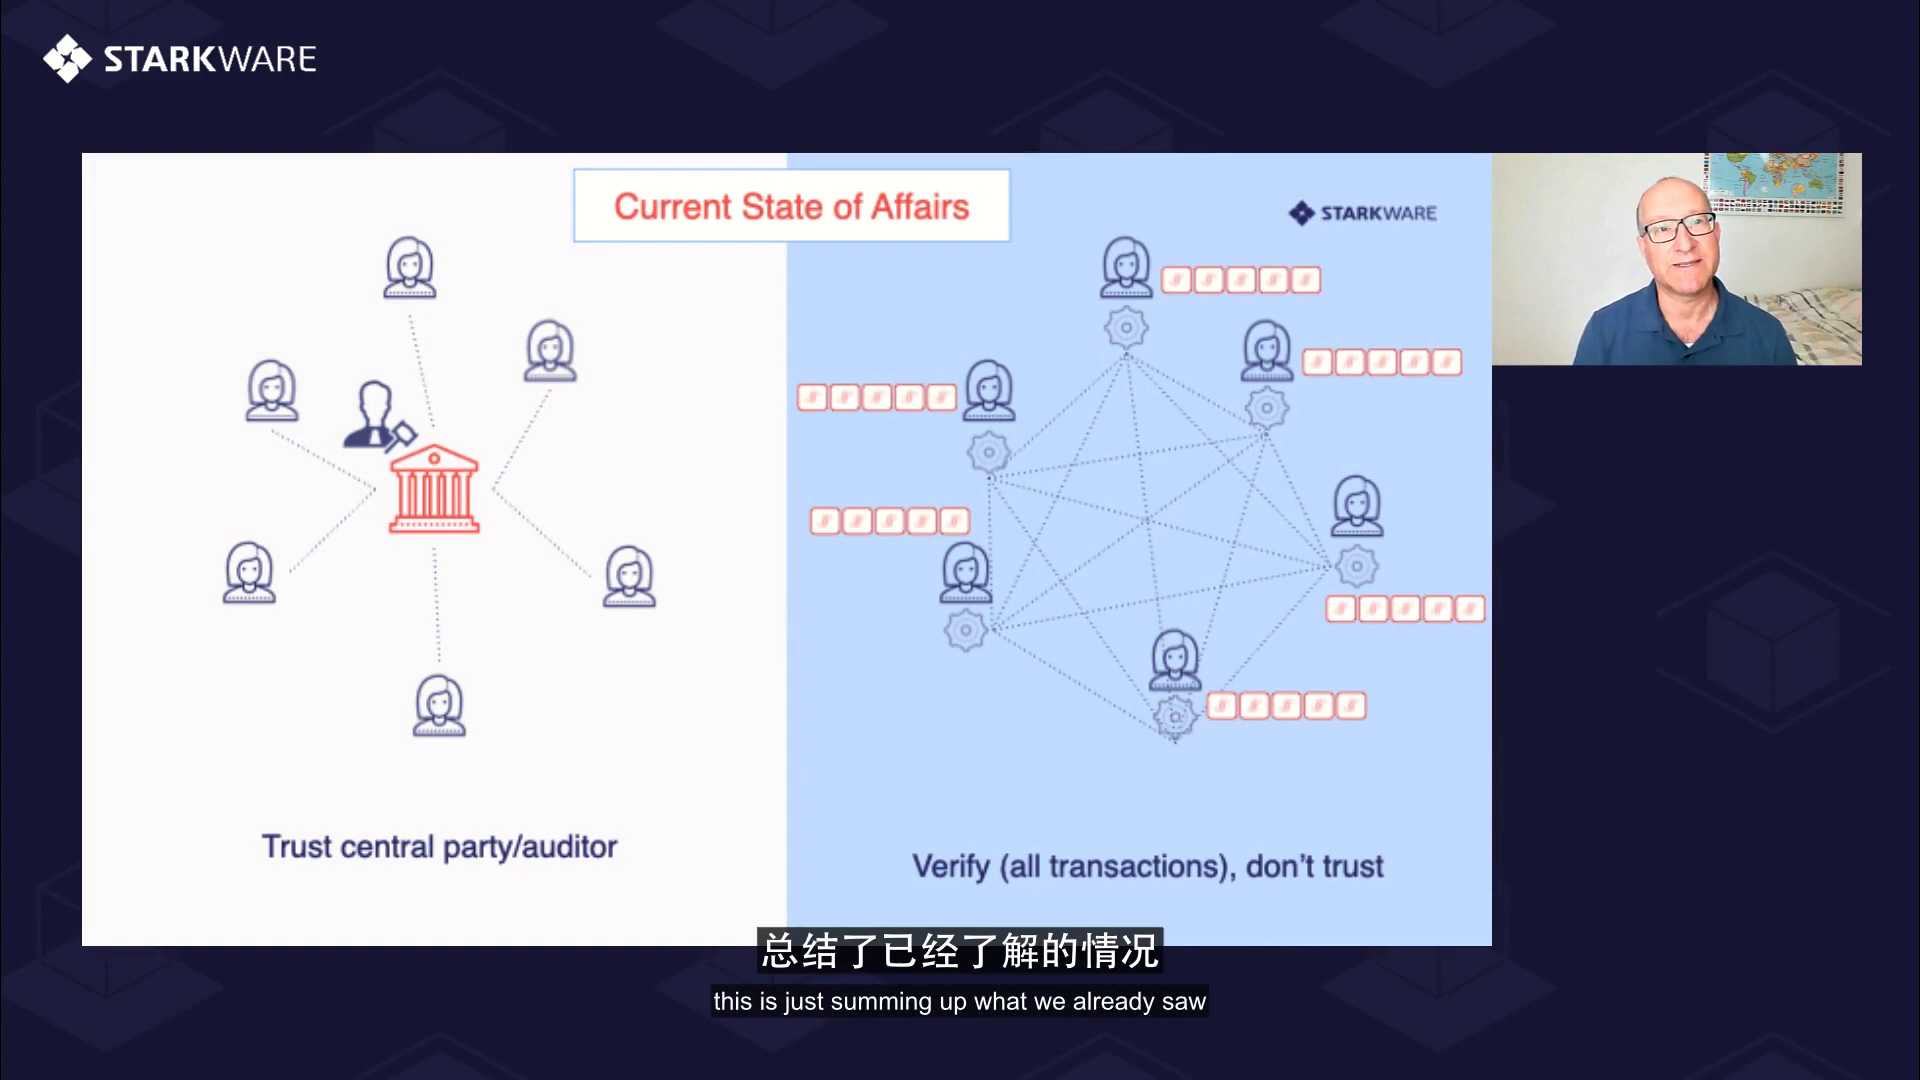 STARKWARE
Current State of Affairs
STARKWARE
Trust central party/auditor
Verify (all transactions), don't trust
总结了已经了解的情况
this is just summing up what we already saw